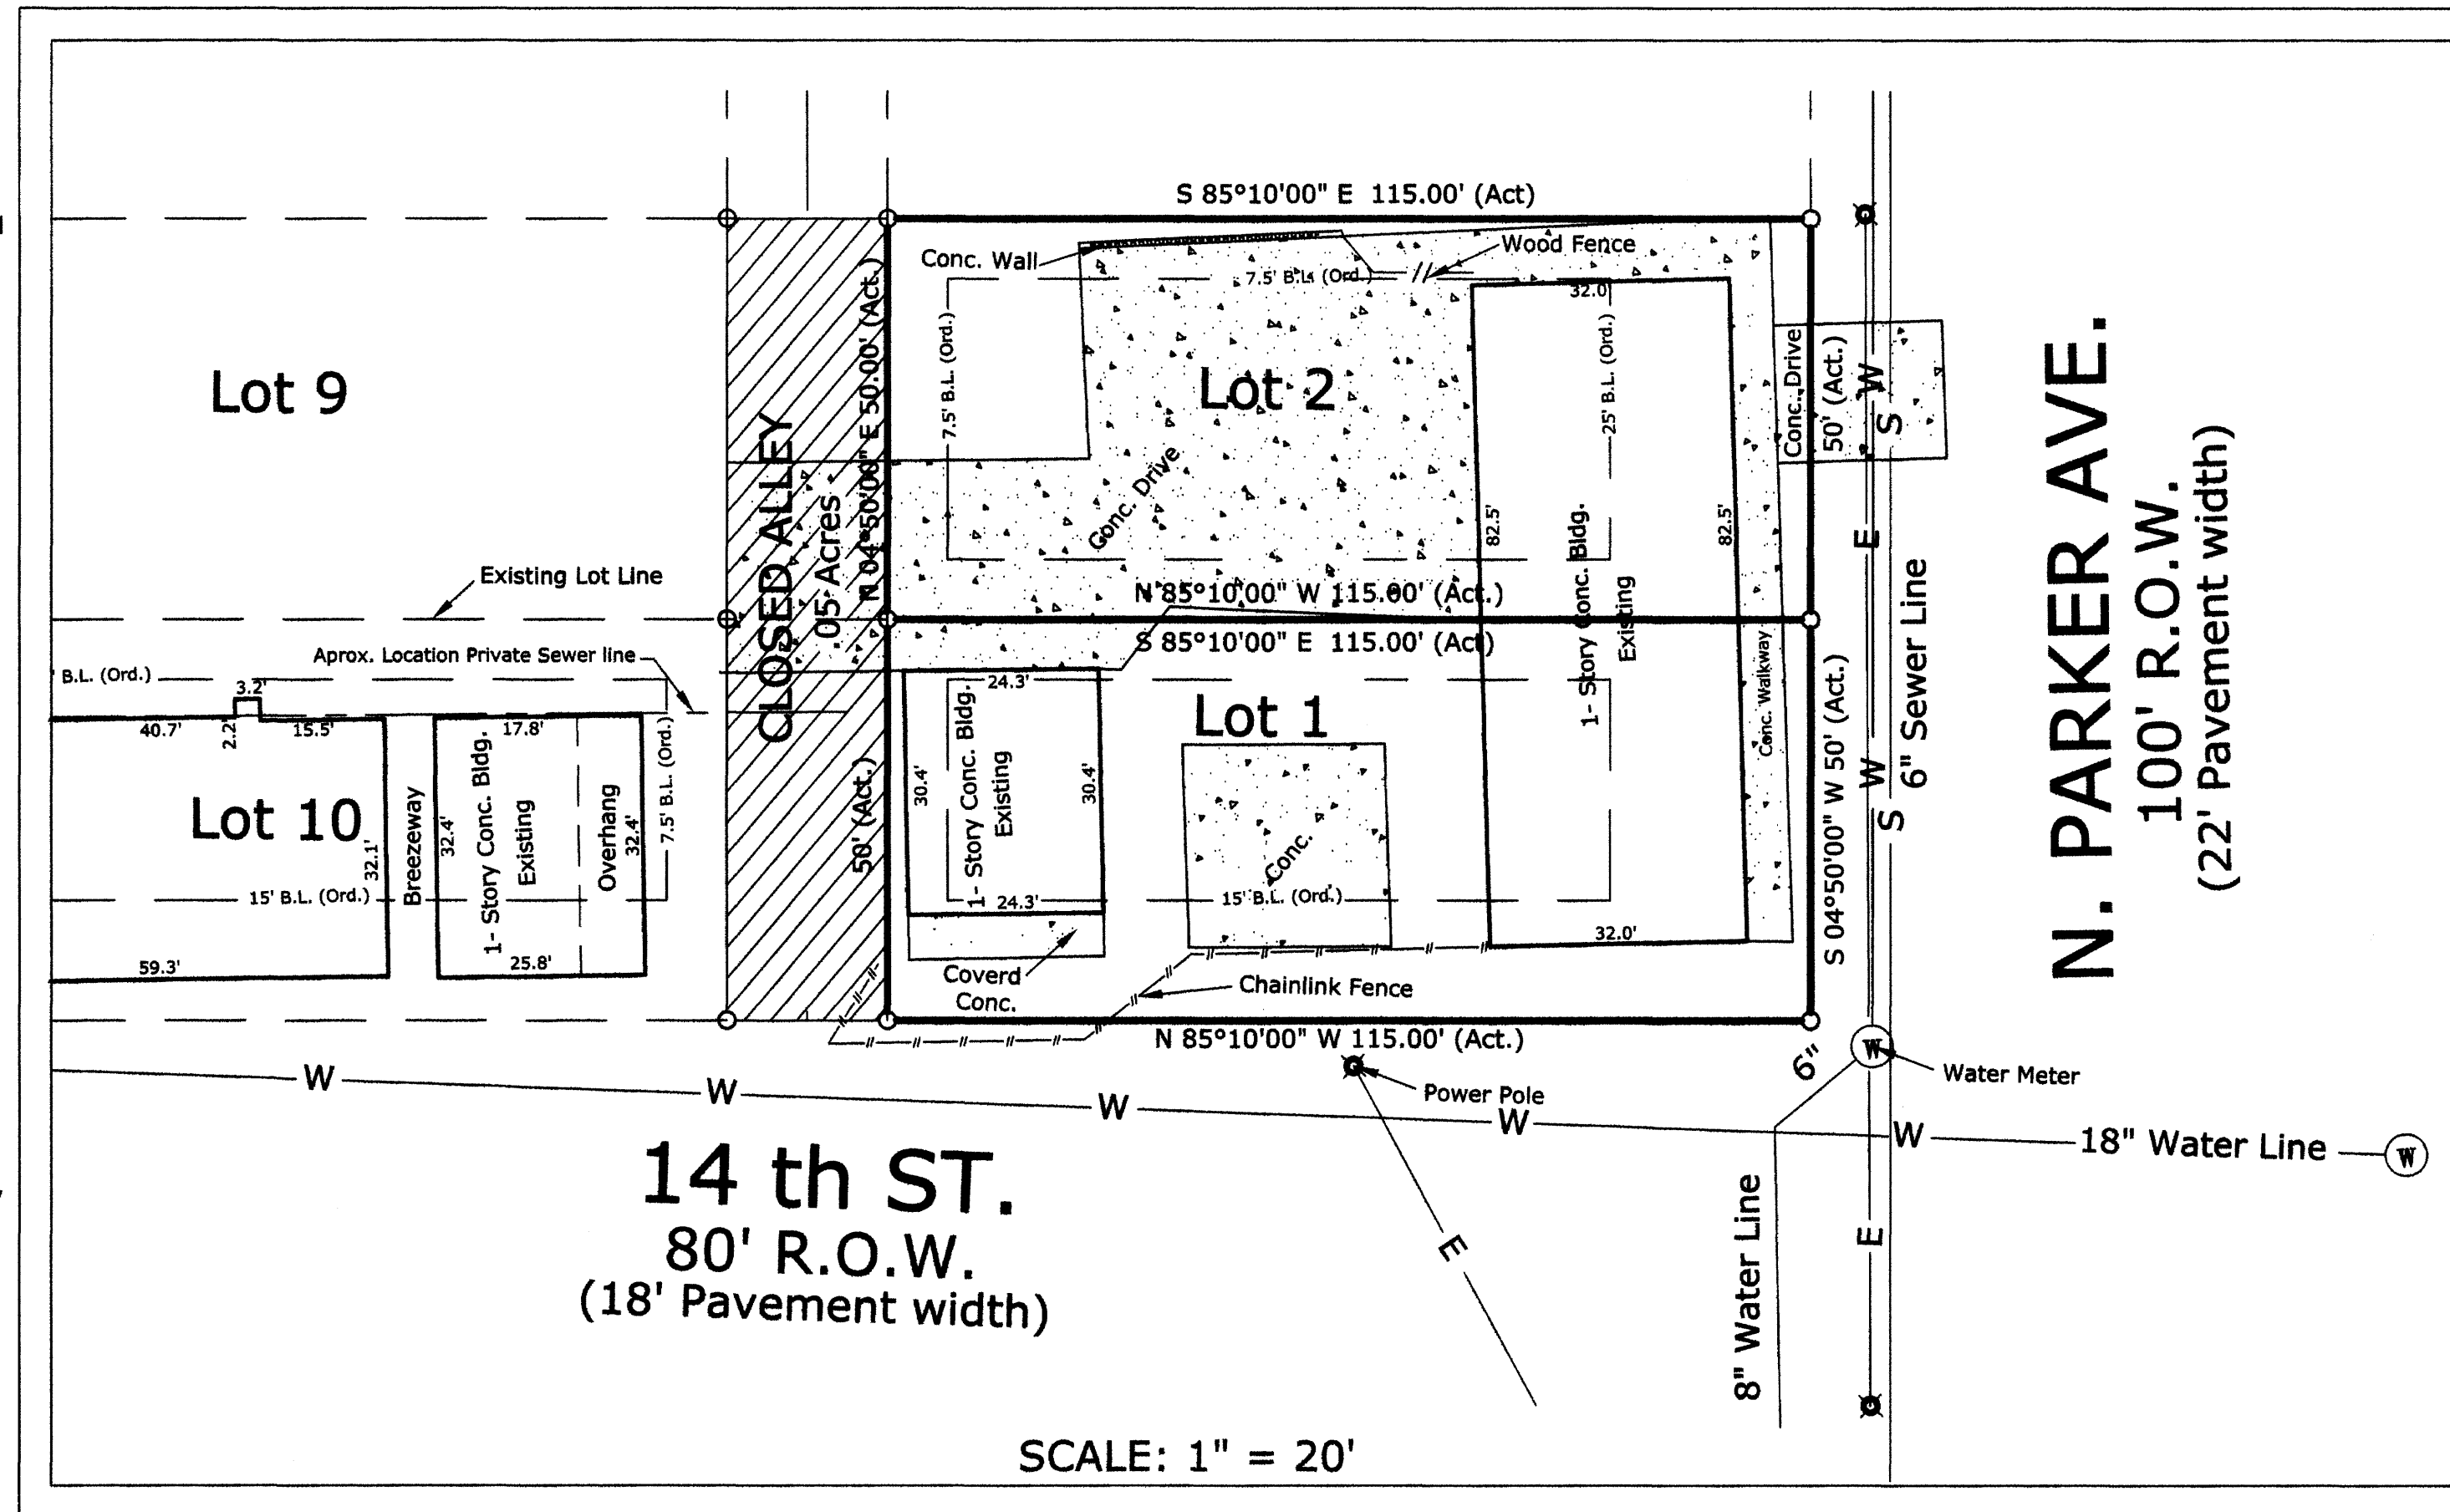 S 85°10'00" E 115.00' (Act)
Conc. Wall
Wood Fence
7.5' B.L. (Ord.)
32.0'
7.5' B.L. (Ord.)
25' B.L. (Ord.)
N 04°50'00" E 50.00' (Act.)
Lot 9
Lot 2
Conc. Drive
Conc. Drive
50' (Act.)
W
S
82.5'
82.5'
E
CLOSED ALLEY
.05 Acres
Existing Lot Line
N 85°10'00" W 115.00' (Act.)
S 85°10'00" E 115.00' (Act)
1- Story Conc. Bldg.
Existing
Conc. Walkway
6" Sewer Line
N. PARKER AVE.
100' R.O.W.
(22' Pavement width)
Aprox. Location Private Sewer line
' B.L. (Ord.)
3.2'
40.7'
2.2'
15.5'
17.8'
7.5' B.L. (Ord.)
24.3'
Lot 1
Lot 10
32.1'
Breezeway
32.4'
1- Story Conc. Bldg.
Existing
Overhang
32.4'
50' (Act.)
30.4'
1- Story Conc. Bldg.
Existing
30.4'
Conc.
S 04°50'00" W 50' (Act.)
W
S
15' B.L. (Ord.)
24.3'
15' B.L. (Ord.)
59.3'
25.8'
32.0'
Coverd
Conc.
Chainlink Fence
N 85°10'00" W 115.00' (Act.)
6"
W
Water Meter
Power Pole
W
W
W
W
W
18" Water Line
W
14 th ST.
80' R.O.W.
(18' Pavement width)
E
8" Water Line
E
SCALE: 1" = 20'